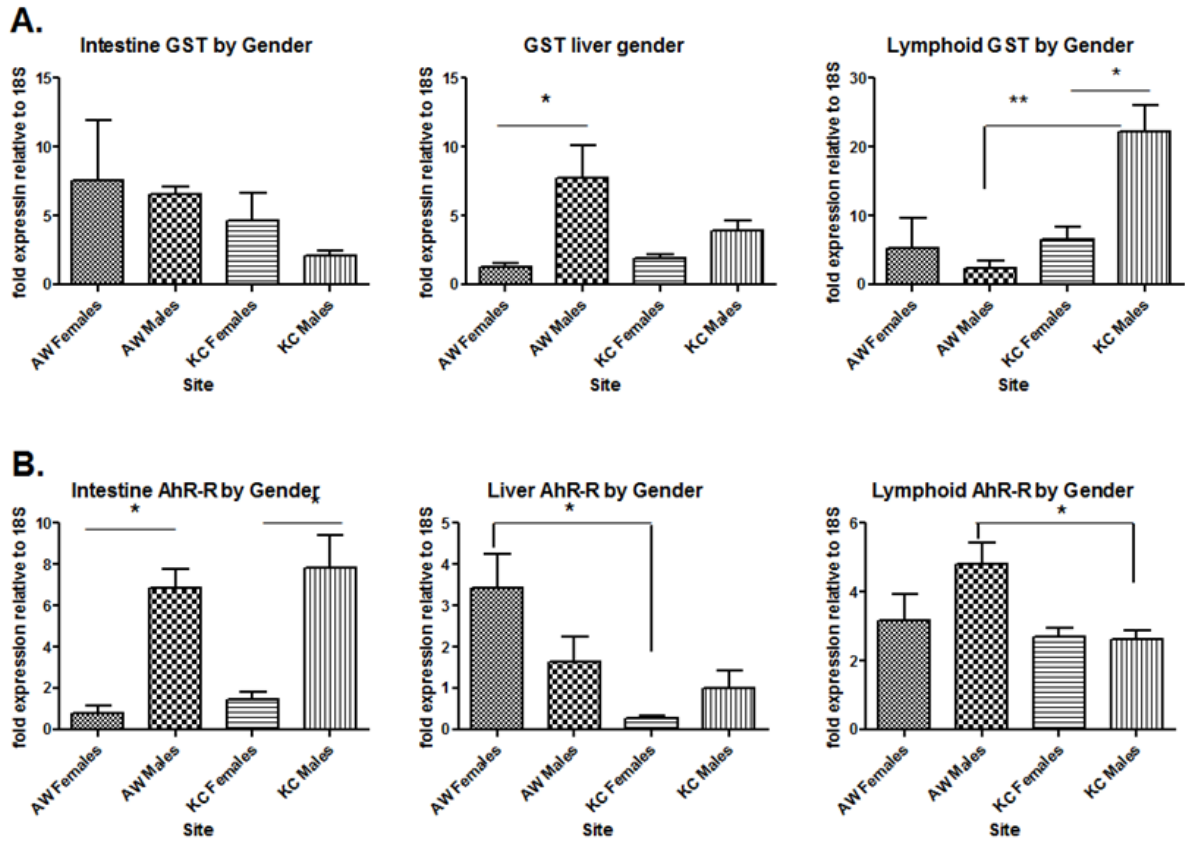 A.
Intestine GST by Gender
fold expressin relative to 18S
15
10
5
0
AW Females
AW Males
KC Females
KC Males
Site
GST liver gender
fold expression relative to 18S
15
10
5
0
*
AW Females
AW Males
KC Females
KC Males
Site
Lymphoid GST by Gender
fold expression relative to 18S
30
20
10
0
**
*
AW Females
AW Males
KC Females
KC Males
Site
B.
Intestine AhR-R by Gender
fold expression relative to 18S
10
8
6
4
2
0
*
*
AW Females
AW Males
KC Females
KC Males
Site
Liver AhR-R by Gender
fold expression relative to 18S
5
4
3
2
1
0
*
AW Females
AW Males
KC Females
KC Males
Site
Lymphoid AhR-R by Gender
fold expression relative to 18S
6
4
2
0
*
AW Females
AW Males
KC Females
KC Males
Site